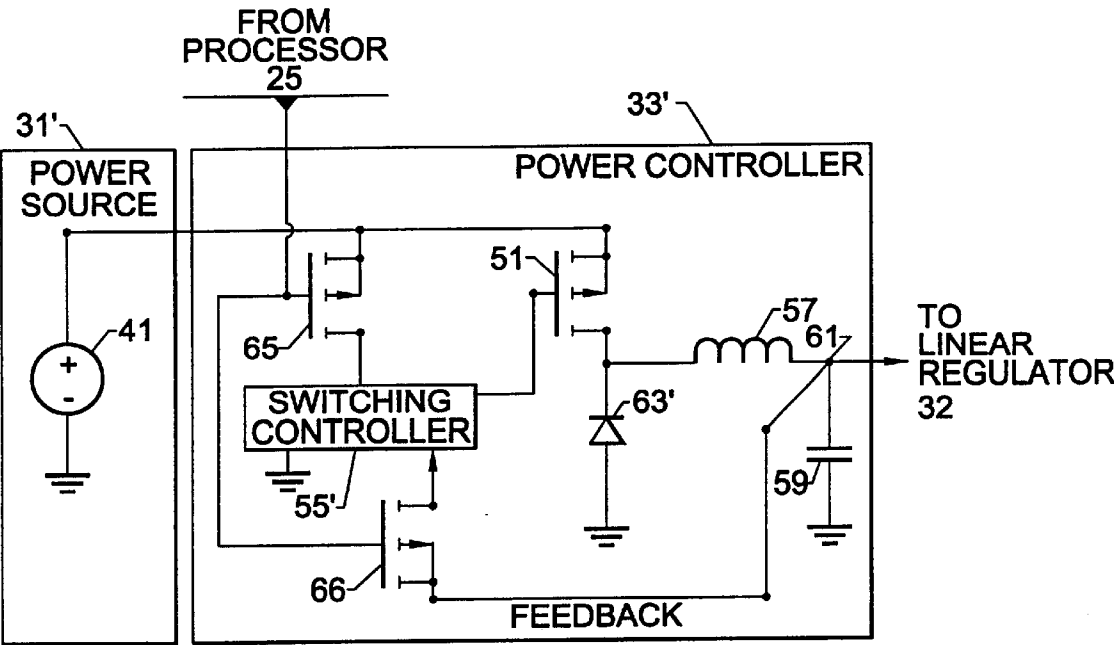 FROM
PROCESSOR
25
31'
33'
POWER
SOURCE
POWER CONTROLLER
51
57
61
TO
LINEAR
REGULATOR
32
41
+
-
65
63'
SWITCHING
CONTROLLER
55'
59
66
FEEDBACK